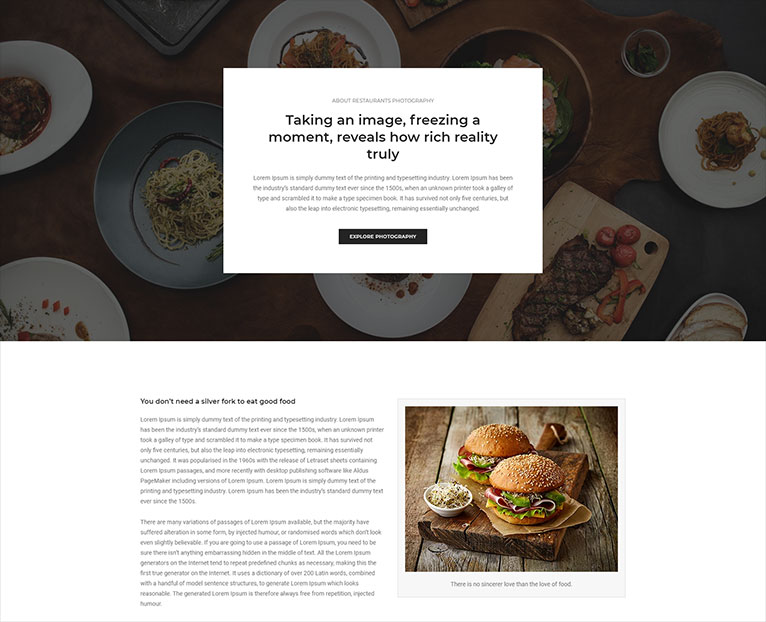 ABOUT RESTAURANTS PHOTOGRAPHY
Taking an image, freezing a
moment, reveals how rich reality
truly
Lorem Ipsum is simply dummy text of the printing and typesetting industry. Lorem Ipsum has been
the industry's standard dummy text ever since the 1500s, when an unknown printer took a galley of
type and scrambled it to make a type specimen book. It has survived not only five centuries, but
also the leap into electronic typesetting, remaining essentially unchanged.
EXPLORE PHOTOGRAPHY
You don't need a silver fork to eat good food
Lorem Ipsum is simply dummy text of the printing and typesetting industry. Lorem Ipsum
has been the industry's standard dummy text ever since the 1500s, when an unknown printer
took a galley of type and scrambled it to make a type specimen book. It has survived not
only five centuries, but also the leap into electronic typesetting, remaining essentially
unchanged. It was popularised in the 1960s with the release of Letraset sheets containing
Lorem Ipsum passages, and more recently with desktop publishing software like Aldus
PageMaker including versions of Lorem Ipsum. Lorem Ipsum is simply dummy text of the
printing and typesetting industry. Lorem Ipsum has been the industry's standard dummy text
ever since the 1500s.
There are many variations of passages of Lorem Ipsum available, but the majority have
suffered alteration in some form, by injected humour, or randomised words which don't look
even slightly believable. If you are going to use a passage of Lorem Ipsum, you need to be
sure there isn't anything embarrassing hidden in the middle of text. All the Lorem Ipsum
generators on the Internet tend to repeat predefined chunks as necessary, making this the
first true generator on the Internet. It uses a dictionary of over 200 Latin words, combined
with a handful of model sentence structures, to generate Lorem Ipsum which looks
reasonable. The generated Lorem Ipsum is therefore always free from repetition, injected
humour.
There is no sincerer love than the love of food.